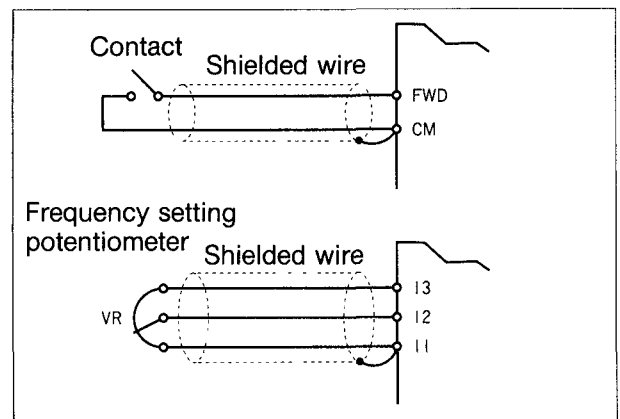 Contact
Shielded wire
FWD
CM
Frequency setting
potentiometer
Shielded wire
13
VR
12
11